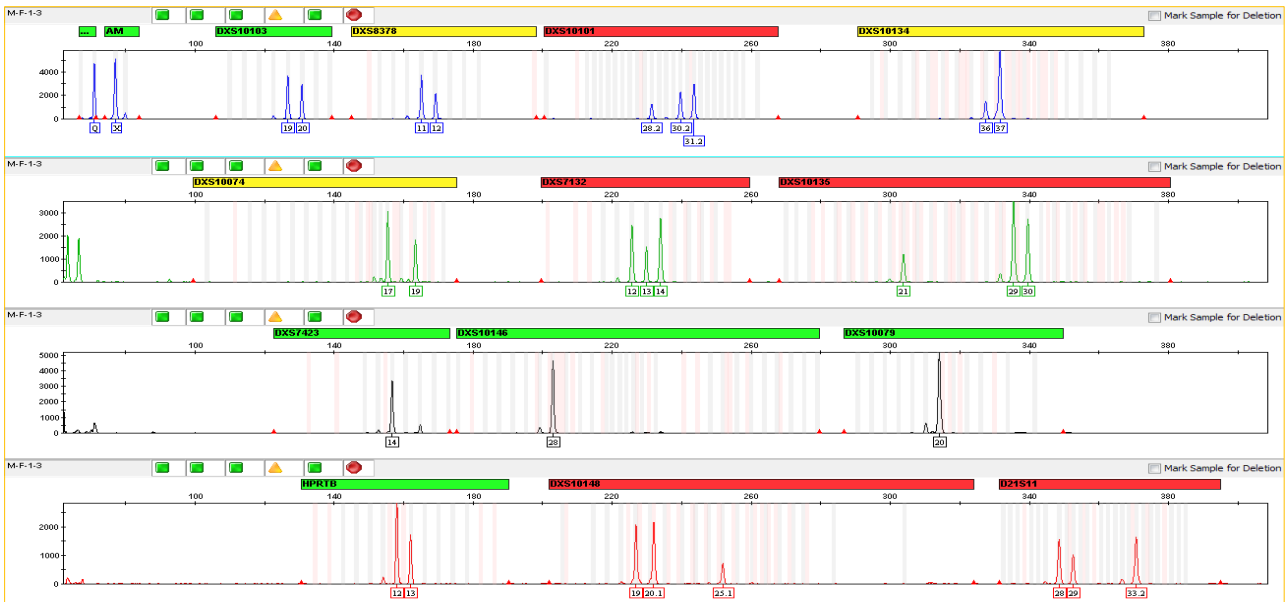 M-F-1-3 Mark Sample for Deletion
... AM DXS10103 DXS8378 DXS10101 DXS10134
100 140 180 220 260 300 340 380
4000
2000
0
Q X 19 20 11 12 28.2 30.2 36 37
31.2
M-F-1-3 Mark Sample for Deletion
DXS10074 DXS7132 DXS10135
100 140 180 220 260 300 340 380
3000
2000
1000
0
17 19 12 13 14 21 29 30
M-F-1-3 Mark Sample for Deletion
DXS7423 DXS10146 DXS10079
100 140 180 220 260 300 340 380
5000
4000
3000
2000
1000
0
14 28 20
M-F-1-3 Mark Sample for Deletion
HPRTB DXS10148 D21S11
100 140 180 220 260 300 340 380
2000
1000
0
12 13 19 20.1 25.1 28 29 33.2